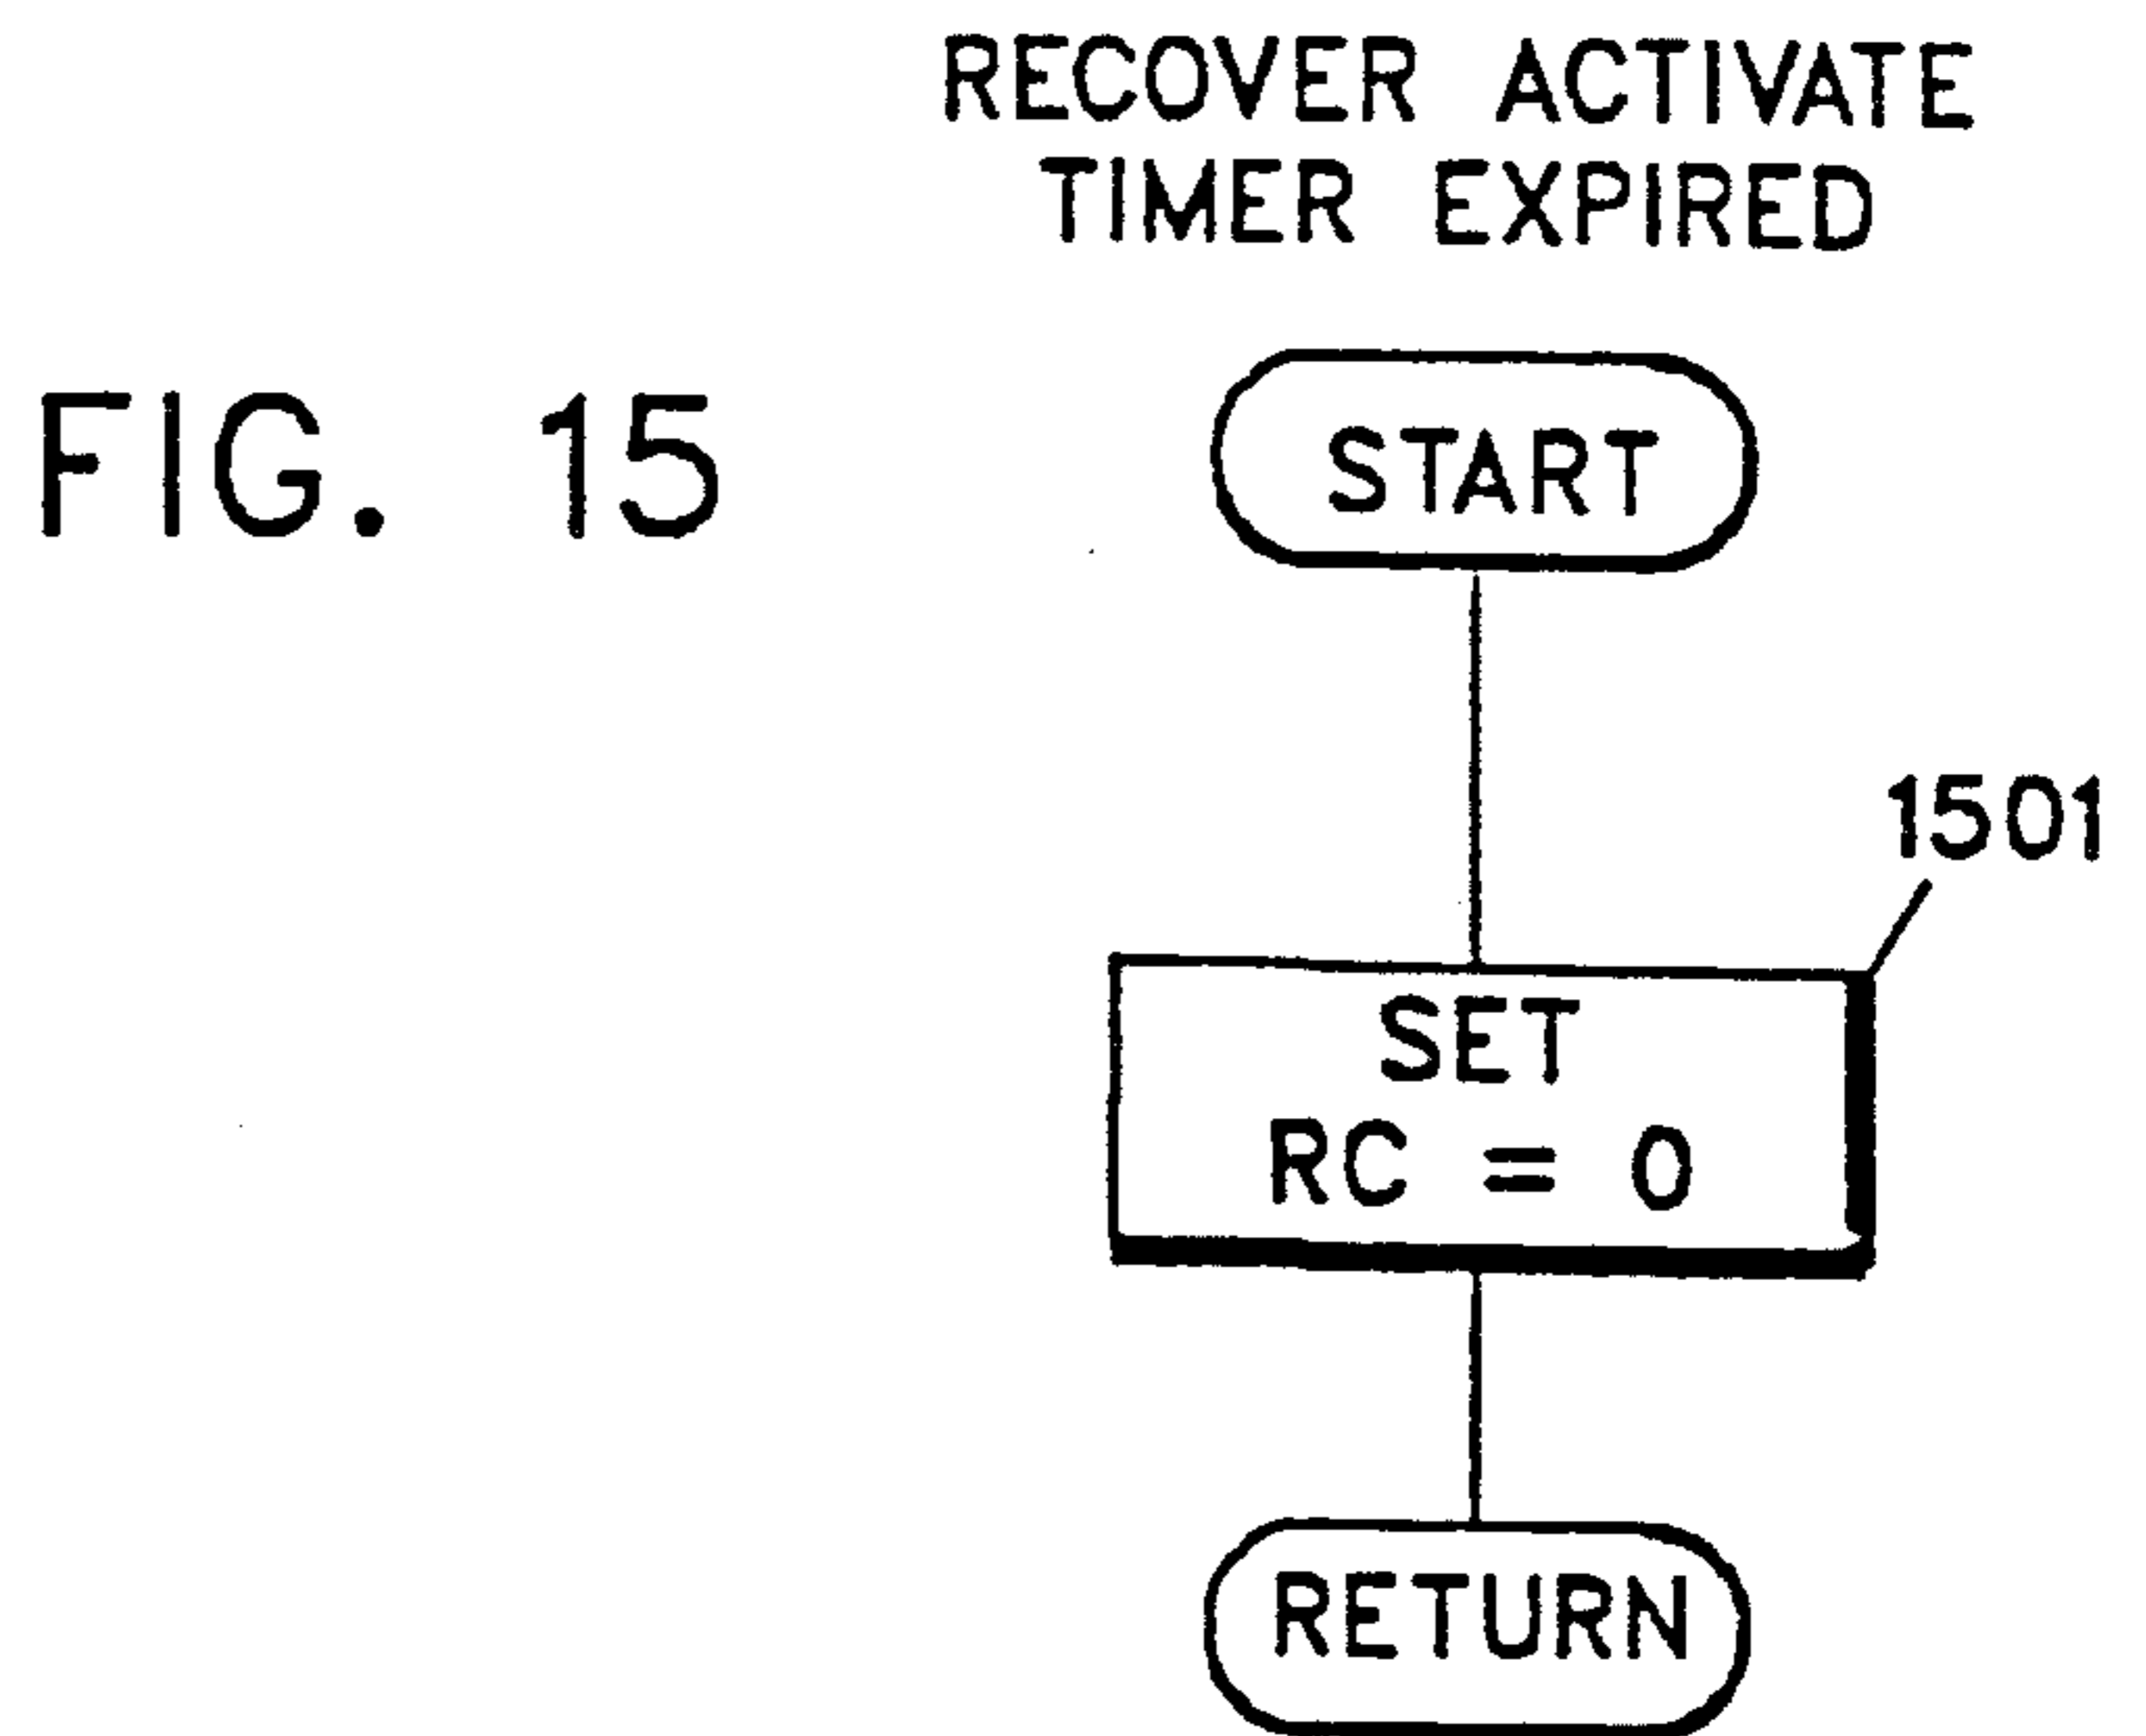 RECOVER ACTIVATE
TIMER EXPIRED
FIG. 15
START
1501
SET
RC = 0
RETURN